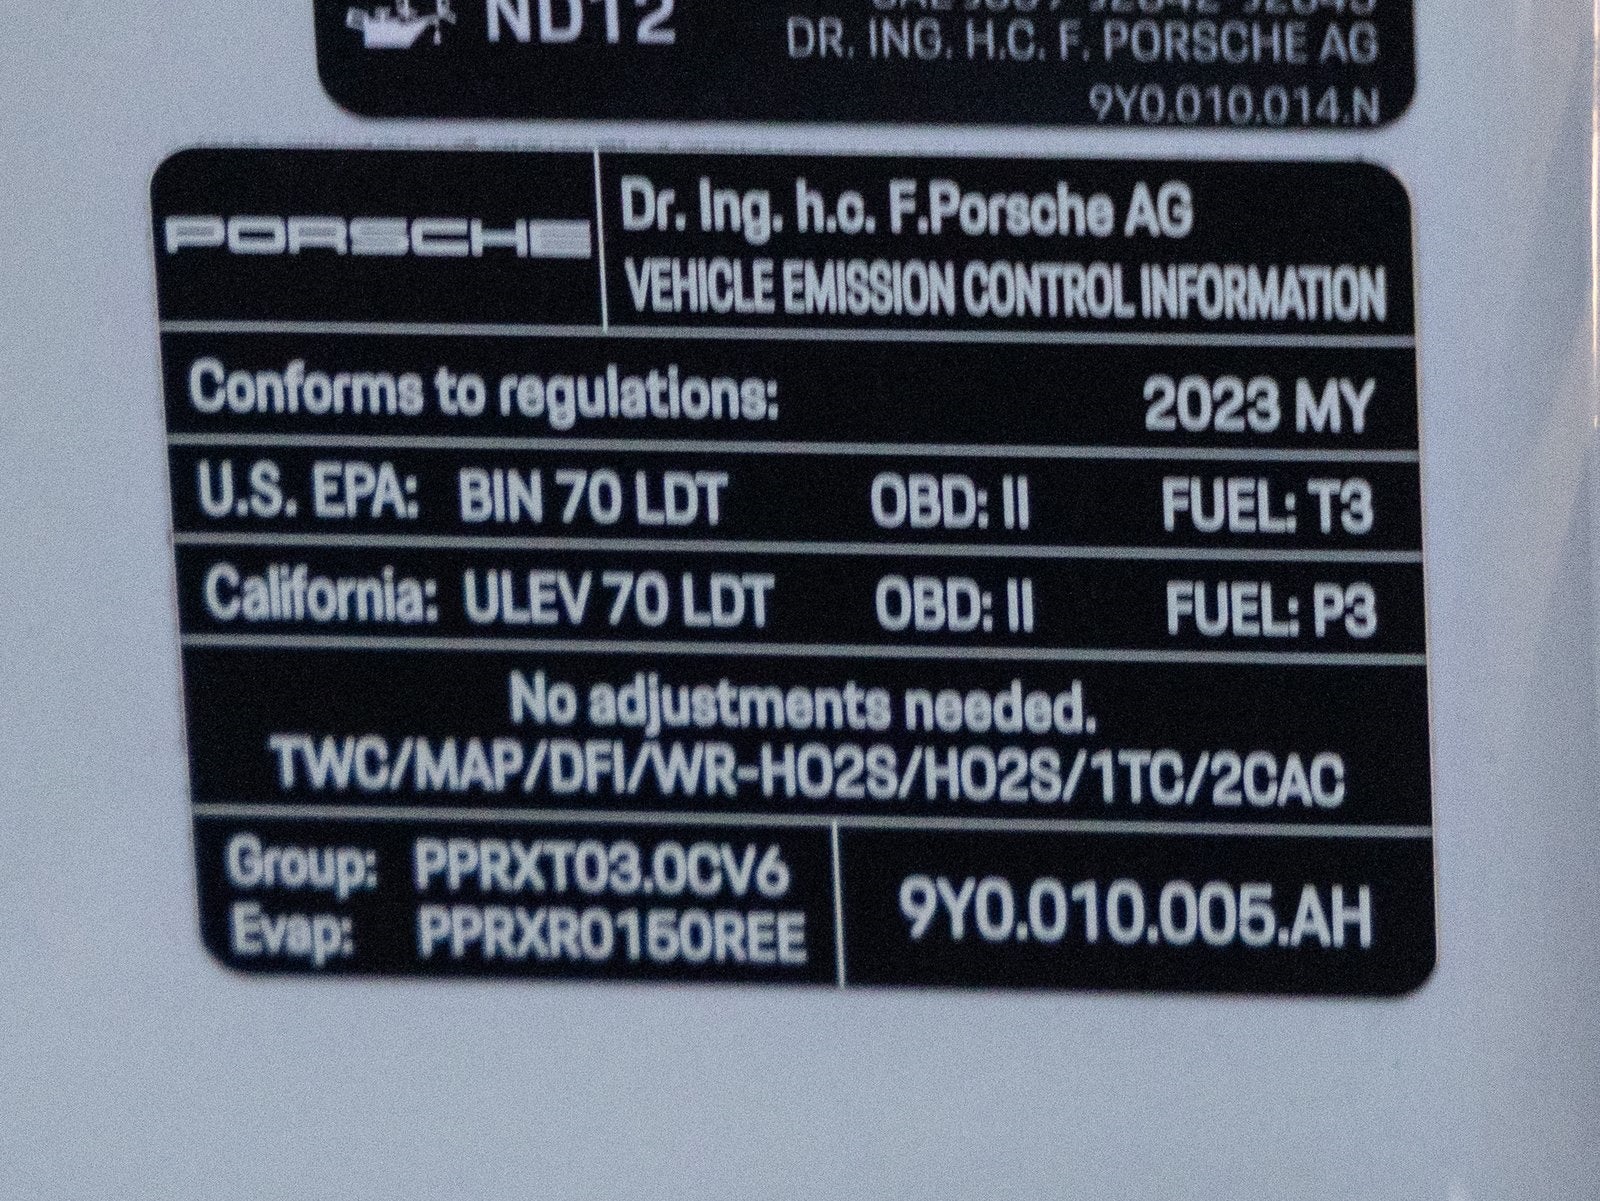 ND12
DR. ING. H.C. F. PORSCHE AG
9Y0.010.014.N
PORSCHE
Dr. Ing. h.c. F.Porsche AG
VEHICLE EMISSION CONTROL INFORMATION
Conforms to regulations: 2023 MY
U.S. EPA: BIN 70 LDT OBD: II FUEL: T3
California: ULEV 70 LDT OBD: II FUEL: P3
No adjustments needed.
TWC/MAP/DFI/WR-HO2S/HO2S/1TC/2CAC
Group: PPRXT03.0CV6
Evap: PPRXR0150REE
9Y0.010.005.AH